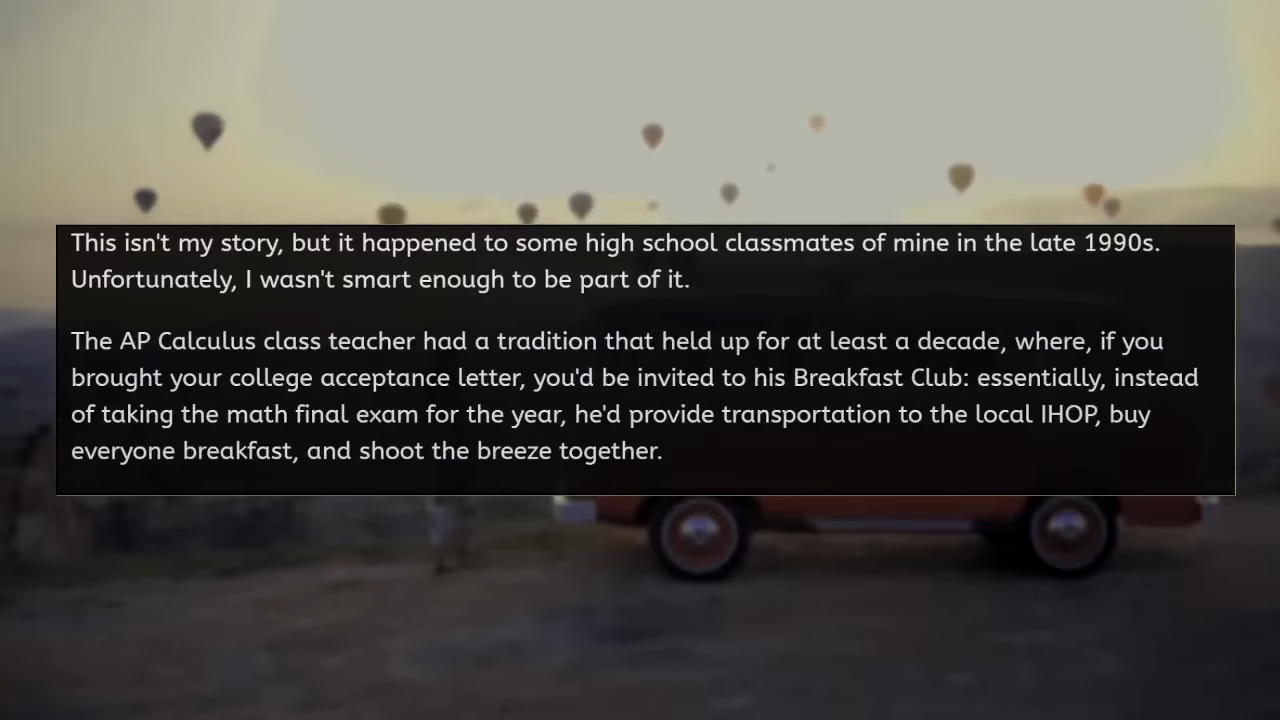 This isn't my story, but it happened to some high school classmates of mine in the late 1990s.
Unfortunately, I wasn't smart enough to be part of it.
The AP Calculus class teacher had a tradition that held up for at least a decade, where, if you
brought your college acceptance letter, you'd be invited to his Breakfast Club: essentially, instead
of taking the math final exam for the year, he'd provide transportation to the local IHOP, buy
everyone breakfast, and shoot the breeze together.